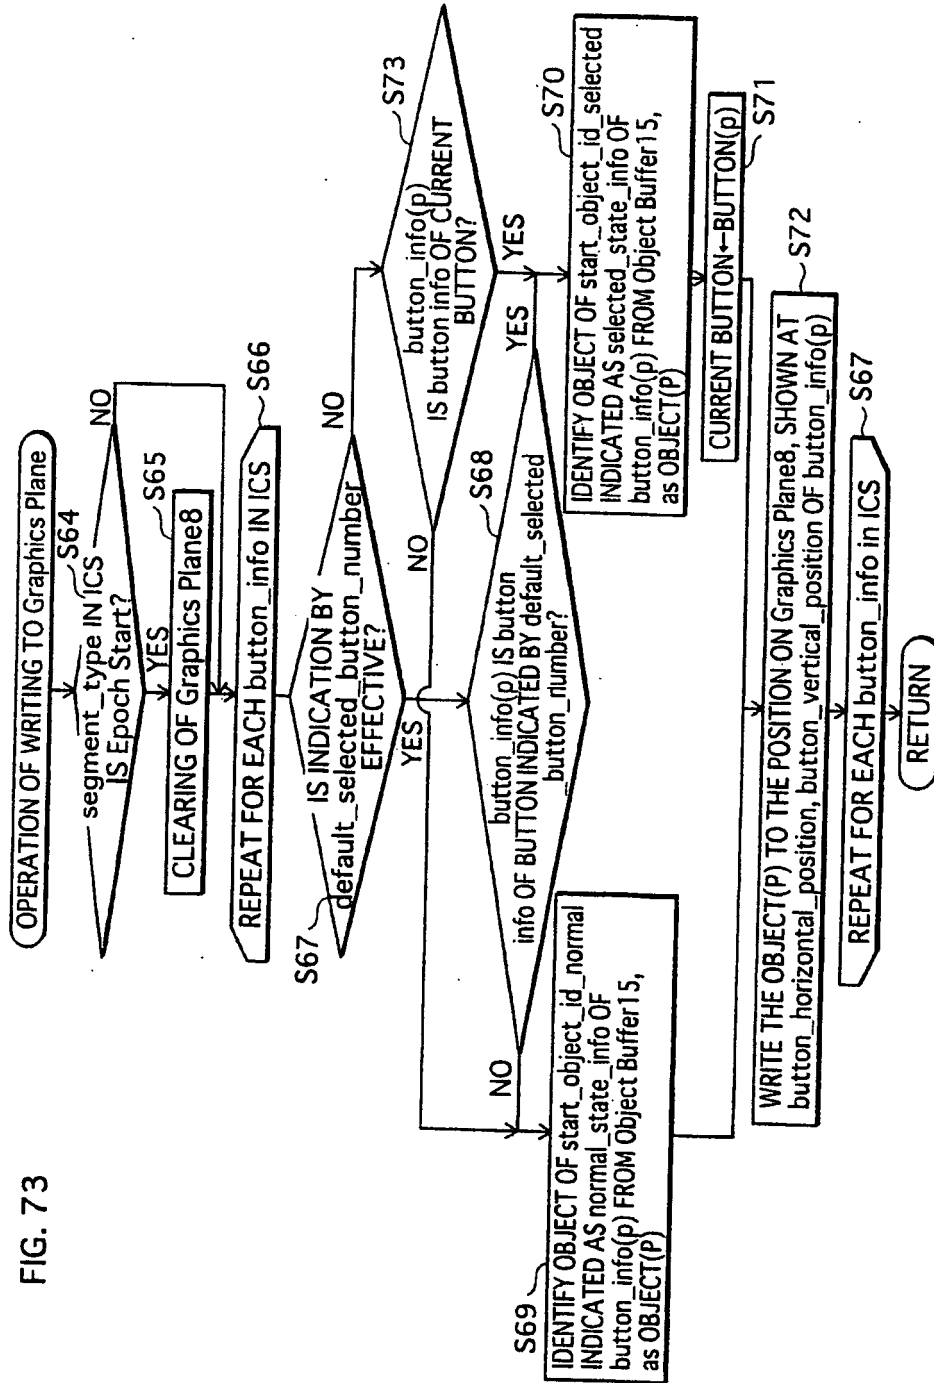 FIG. 73
OPERATION OF WRITING TO Graphics Plane
S64
segment_type IN ICS
IS Epoch Start?
NO
YES
S65
CLEARING OF Graphics Plane8
S66
REPEAT FOR EACH button_info IN ICS
S67
IS INDICATION BY
default_selected_button_number
EFFECTIVE?
NO
YES
S73
button_info(p)
IS button info OF CURRENT
BUTTON?
NO
YES
S68
button_info(p) IS button
info OF BUTTON INDICATED BY default_selected
_button_number?
NO
YES
S69
IDENTIFY OBJECT OF start_object_id_normal
INDICATED AS normal_state_info OF
button_info(p) FROM Object Buffer15,
as OBJECT(P)
S70
IDENTIFY OBJECT OF start_object_id_selected
INDICATED AS selected_state_info OF
button_info(p) FROM Object Buffer15,
as OBJECT(P)
S71
CURRENT BUTTON←BUTTON(p)
S72
WRITE THE OBJECT(P) TO THE POSITION ON Graphics Plane8, SHOWN AT
button_horizontal_position, button_vertical_position OF button_info(p)
S67
REPEAT FOR EACH button_info in ICS
RETURN